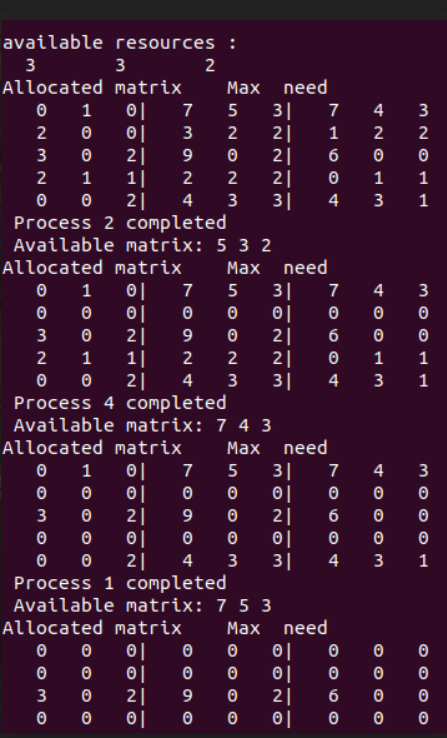 available resources :
3 3 2
Allocated matrix Max need
0 1 0| 7 5 3| 7 4 3
2 0 0| 3 2 2| 1 2 2
3 0 2| 9 0 2| 6 0 0
2 1 1| 2 2 2| 0 1 1
0 0 2| 4 3 3| 4 3 1
Process 2 completed
Available matrix: 5 3 2
Allocated matrix Max need
0 1 0| 7 5 3| 7 4 3
0 0 0| 0 0 0| 0 0 0
3 0 2| 9 0 2| 6 0 0
2 1 1| 2 2 2| 0 1 1
0 0 2| 4 3 3| 4 3 1
Process 4 completed
Available matrix: 7 4 3
Allocated matrix Max need
0 1 0| 7 5 3| 7 4 3
0 0 0| 0 0 0| 0 0 0
3 0 2| 9 0 2| 6 0 0
0 0 0| 0 0 0| 0 0 0
0 0 2| 4 3 3| 4 3 1
Process 1 completed
Available matrix: 7 5 3
Allocated matrix Max need
0 0 0| 0 0 0| 0 0 0
0 0 0| 0 0 0| 0 0 0
3 0 2| 9 0 2| 6 0 0
0 0 0| 0 0 0| 0 0 0